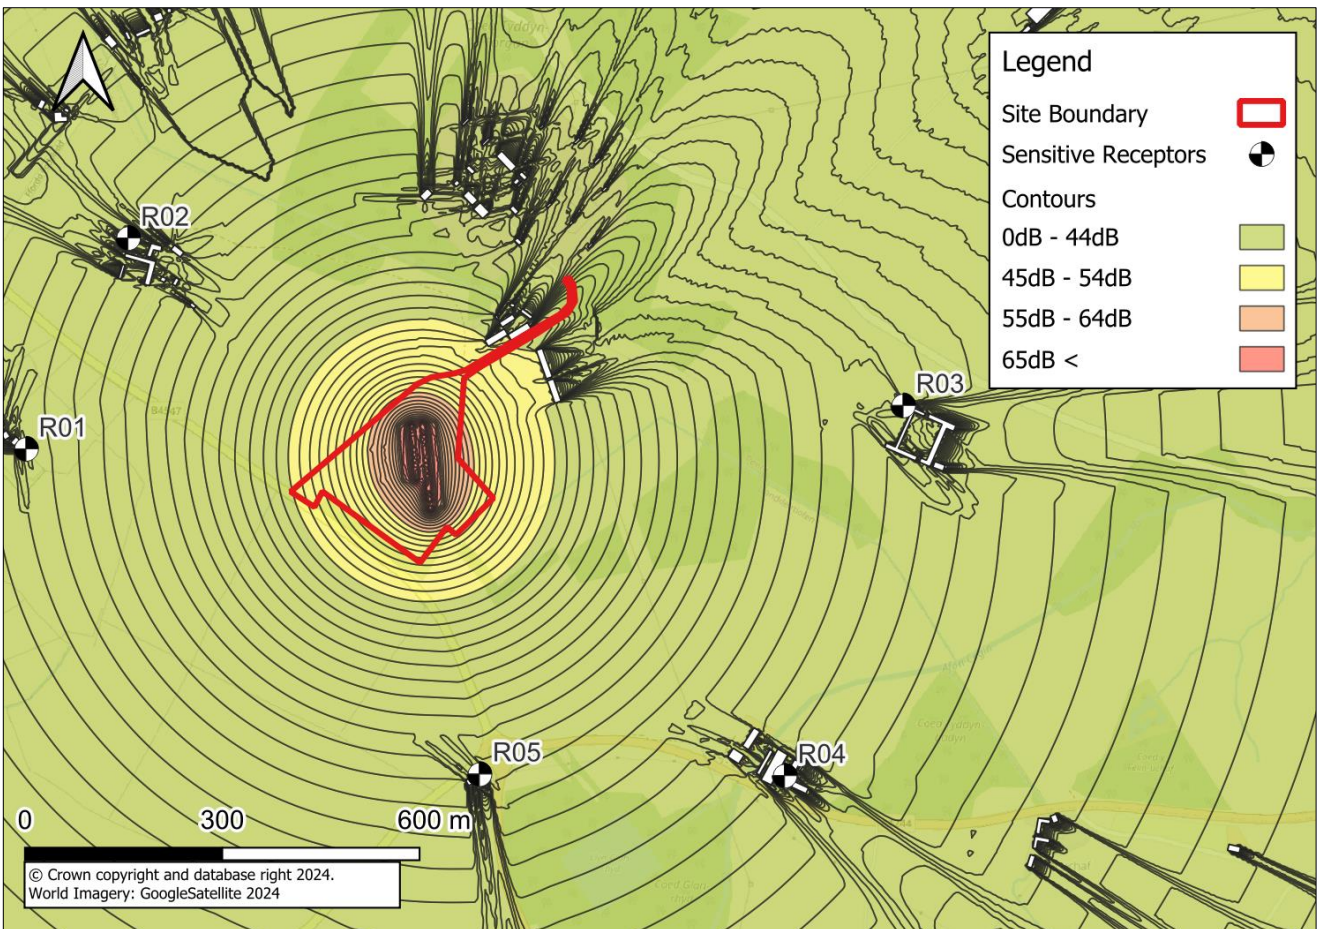 Legend
Site Boundary
Sensitive Receptors
Contours
0dB - 44dB
45dB - 54dB
55dB - 64dB
65dB <
R02
R03
R01
B4547
R05
R04
0 300 600 m
© Crown copyright and database right 2024.
World Imagery: GoogleSatellite 2024